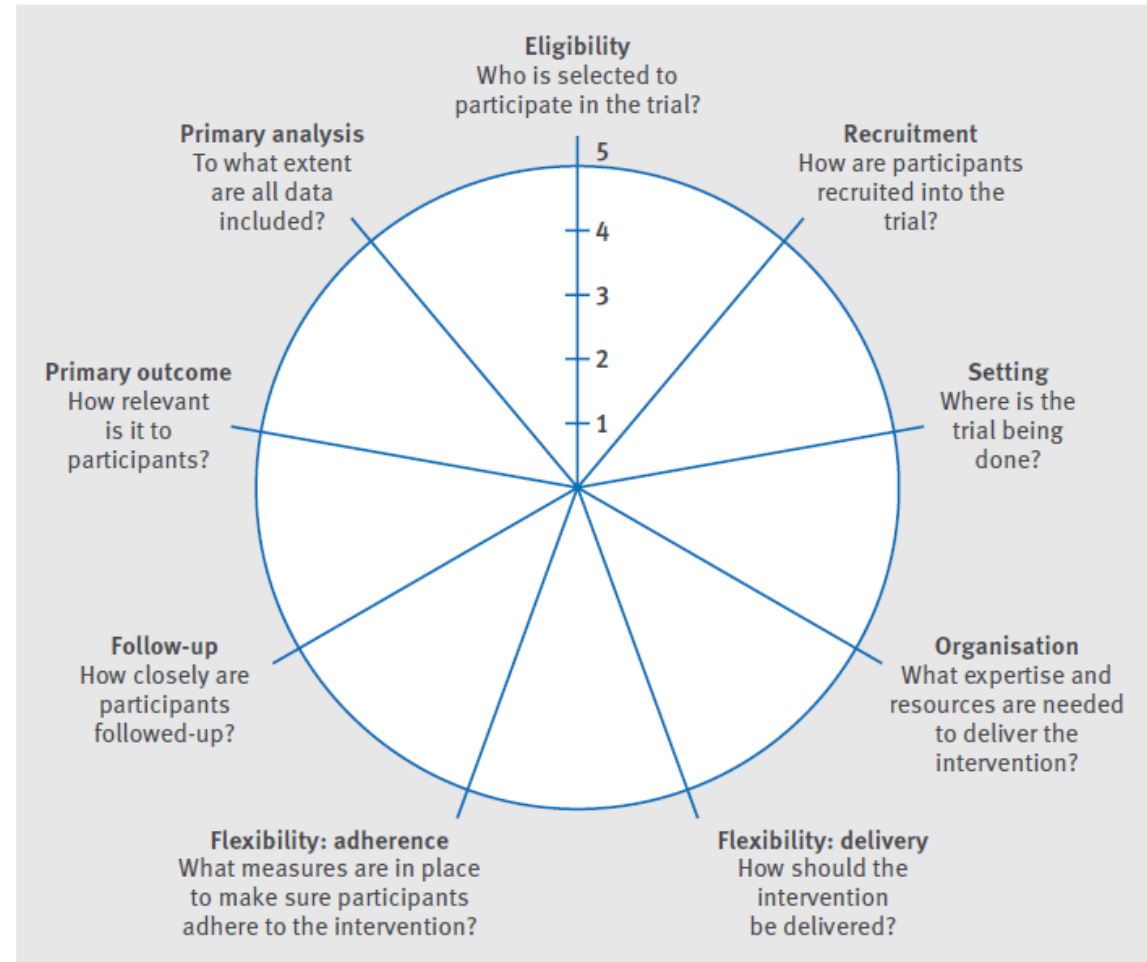 Eligibility
Who is selected to
participate in the trial?
Primary analysis
To what extent
are all data
included?
Recruitment
How are participants
recruited into the
trial?
5
4
3
2
1
Primary outcome
How relevant
is it to
participants?
Setting
Where is the
trial being
done?
Follow-up
How closely are
participants
followed-up?
Organisation
What expertise and
resources are needed
to deliver the
intervention?
Flexibility: adherence
What measures are in place
to make sure participants
adhere to the intervention?
Flexibility: delivery
How should the
intervention
be delivered?